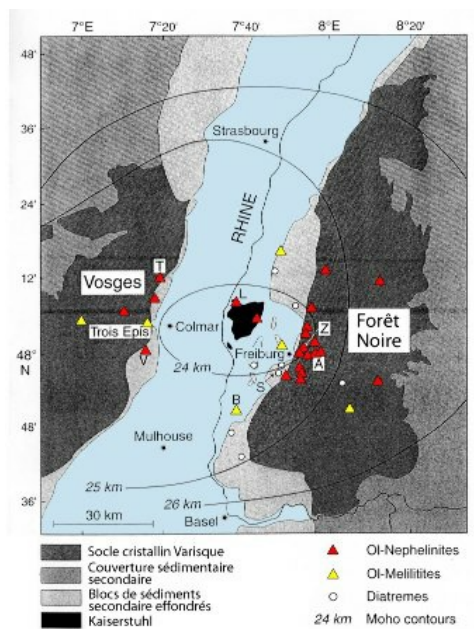 7°E 7°20' 7°40' 8° 8°20'
48'
36'
Strasbourg
24'
RHINE
12'
T
Vosges
L
Trois Epis
Colmar
Z
Forêt
Noire
48°
N
V
Freiburg
A
24 km
S
B
48'
Mulhouse
25 km
26 km
36'
30 km
Basel
Socle cristallin Varisque
Couverture sédimentaire
secondaire
Blocs de sédiments
secondaire effondrés
Kaiserstuhl
Ol-Nephelinites
Ol-Melilitites
Diatremes
24 km Moho contours